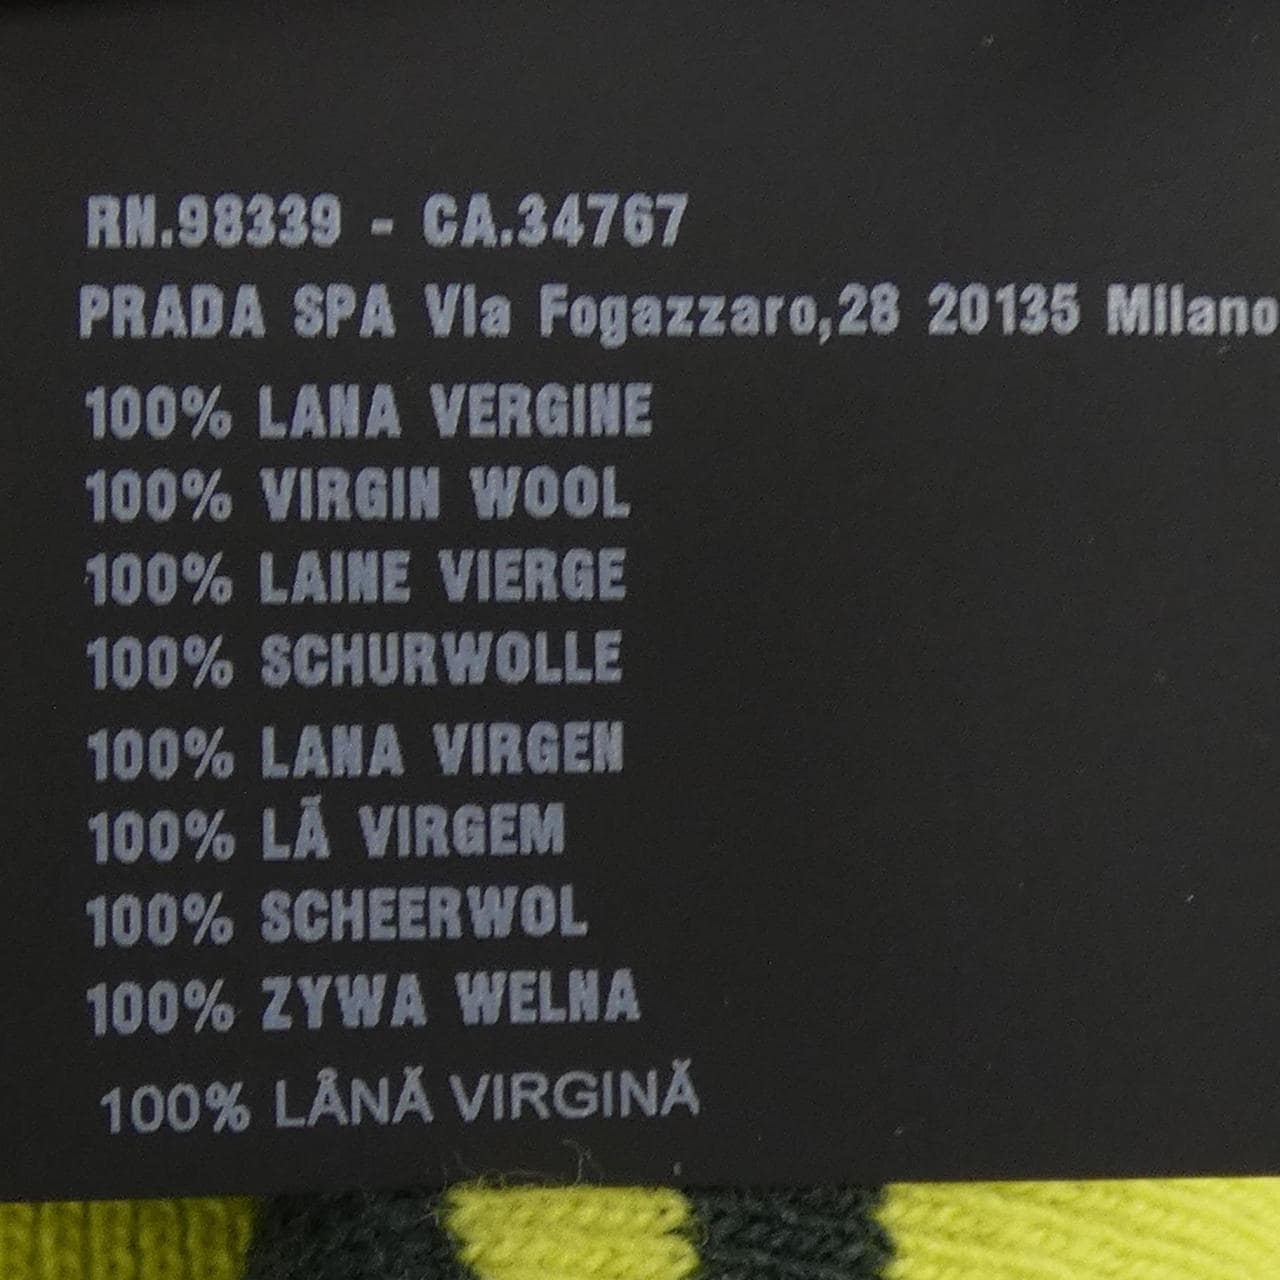 RN.98339 - CA.34767
PRADA SPA Via Fogazzaro,28 20135 Milano
100% LANA VERGINE
100% VIRGIN WOOL
100% LAINE VIERGE
100% SCHURWOLLE
100% LANA VIRGEN
100% LÃ VIRGEM
100% SCHEERWOL
100% ZYWA WELNA
100% LÂNĂ VIRGINĂ